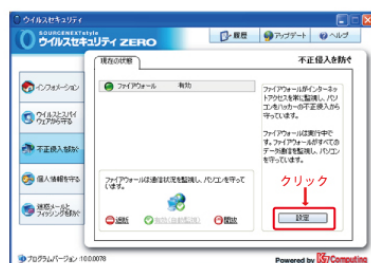 ウイルスセキュリティ
SOURCENEXTstyle
ウイルスセキュリティ ZERO
履歴
アップデート
ヘルプ
現在の状態
不正侵入を防ぐ
インフォメーション
ウイルスとスパイ
ウェアから守る
不正侵入を防ぐ
個人情報を守る
迷惑メールと
フィッシングを防ぐ
ファイアウォール 有効
ファイアウォールは通信状況を監視し、パソコンを守って
います。
遮断
有効(自動監視)
開放
ファイアウォールがインターネッ
トアクセスを常に監視し、パソ
コンをハッカーの不正侵入から
守っています。
ファイアウォールは実行中で
す。ファイアウォールがすべての
データ通信を監視し、パソコン
を守っています。
クリック
設定
プログラムバージョン :10.0.0078
Powered by K7Computing